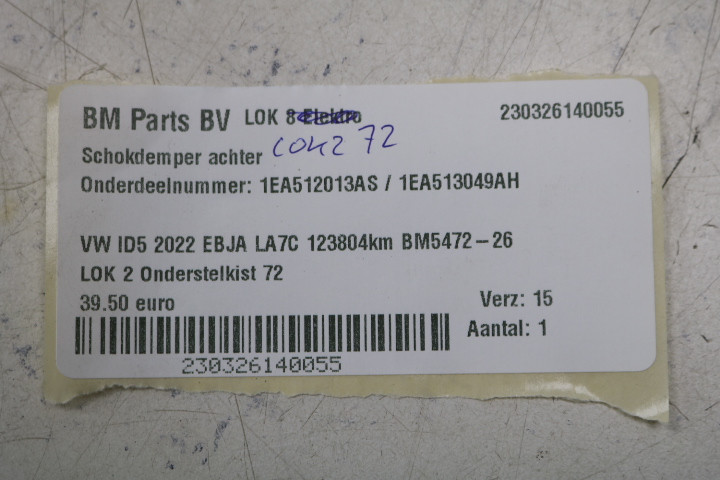 BM Parts BV LOK 8 Elektro 230326140055
Schokdemper achter LOK2 72
Onderdeelnummer: 1EA512013AS / 1EA513049AH
VW ID5 2022 EBJA LA7C 123804km BM5472-26
LOK 2 Onderstelkist 72
39.50 euro Verz: 15
Aantal: 1
230326140055